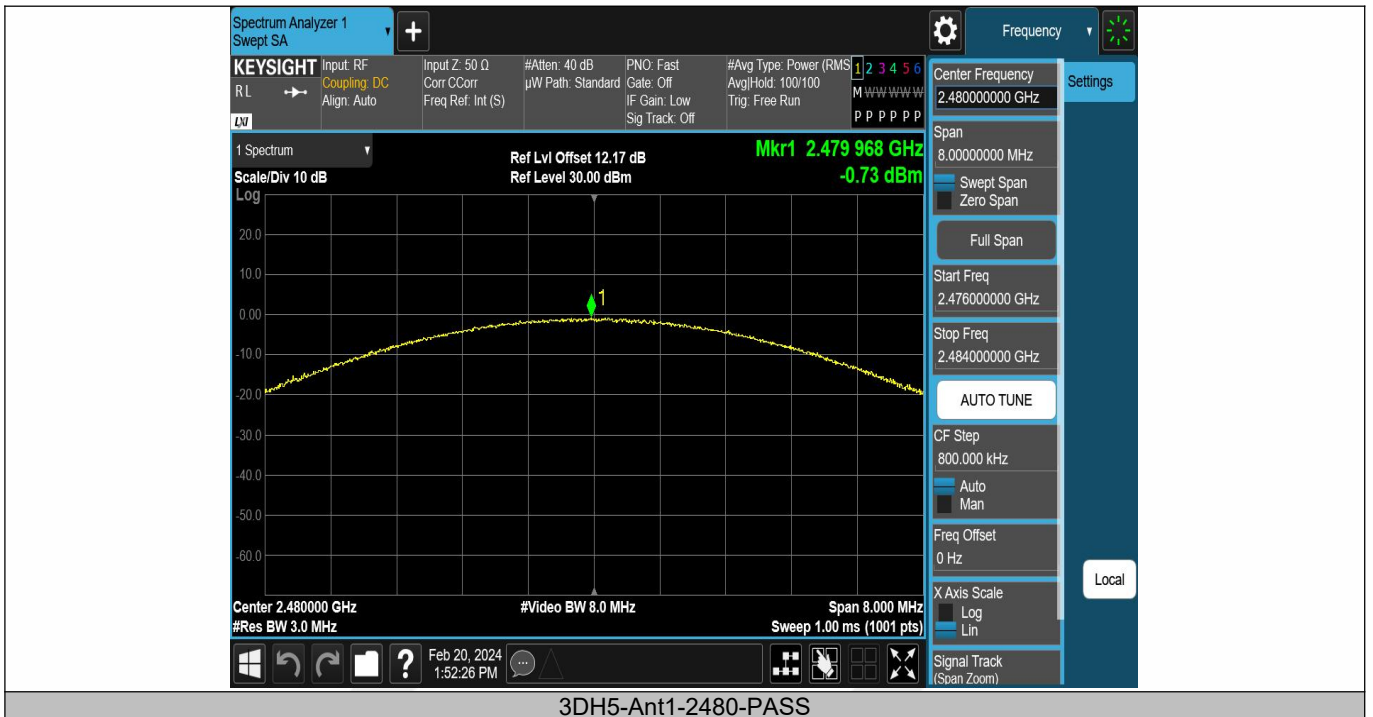 Spectrum Analyzer 1
Swept SA
+
Frequency
KEYSIGHT
RL
LXI
Input: RF
Coupling: DC
Align: Auto
Input Z: 50 Ω
Corr CCorr
Freq Ref: Int (S)
#Atten: 40 dB
µW Path: Standard
PNO: Fast
Gate: Off
IF Gain: Low
Sig Track: Off
#Avg Type: Power (RMS
Avg|Hold: 100/100
Trig: Free Run
1 2 3 4 5 6
M W W W W W
P P P P P P
1 Spectrum
Scale/Div 10 dB
Log
Ref Lvl Offset 12.17 dB
Ref Level 30.00 dBm
Mkr1 2.479 968 GHz
-0.73 dBm
20.0
10.0
0.00
-10.0
-20.0
-30.0
-40.0
-50.0
-60.0
1
Center 2.480000 GHz
#Res BW 3.0 MHz
#Video BW 8.0 MHz
Span 8.000 MHz
Sweep 1.00 ms (1001 pts)
Center Frequency
2.480000000 GHz
Settings
Span
8.00000000 MHz
Swept Span
Zero Span
Full Span
Start Freq
2.476000000 GHz
Stop Freq
2.484000000 GHz
AUTO TUNE
CF Step
800.000 kHz
Auto
Man
Freq Offset
0 Hz
X Axis Scale
Log
Lin
Local
Signal Track
(Span Zoom)
?
Feb 20, 2024
1:52:26 PM
3DH5-Ant1-2480-PASS